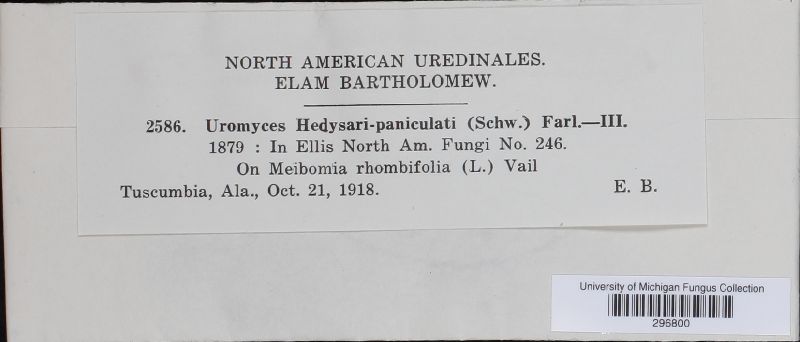 NORTH AMERICAN UREDINALES.
ELAM BARTHOLOMEW.
2586. Uromyces Hedysari-paniculati (Schw.) Farl.—III.
1879 : In Ellis North Am. Fungi No. 246.
On Meibomia rhombifolia (L.) Vail
Tuscumbia, Ala., Oct. 21, 1918. E. B.
University of Michigan Fungus Collection
296800